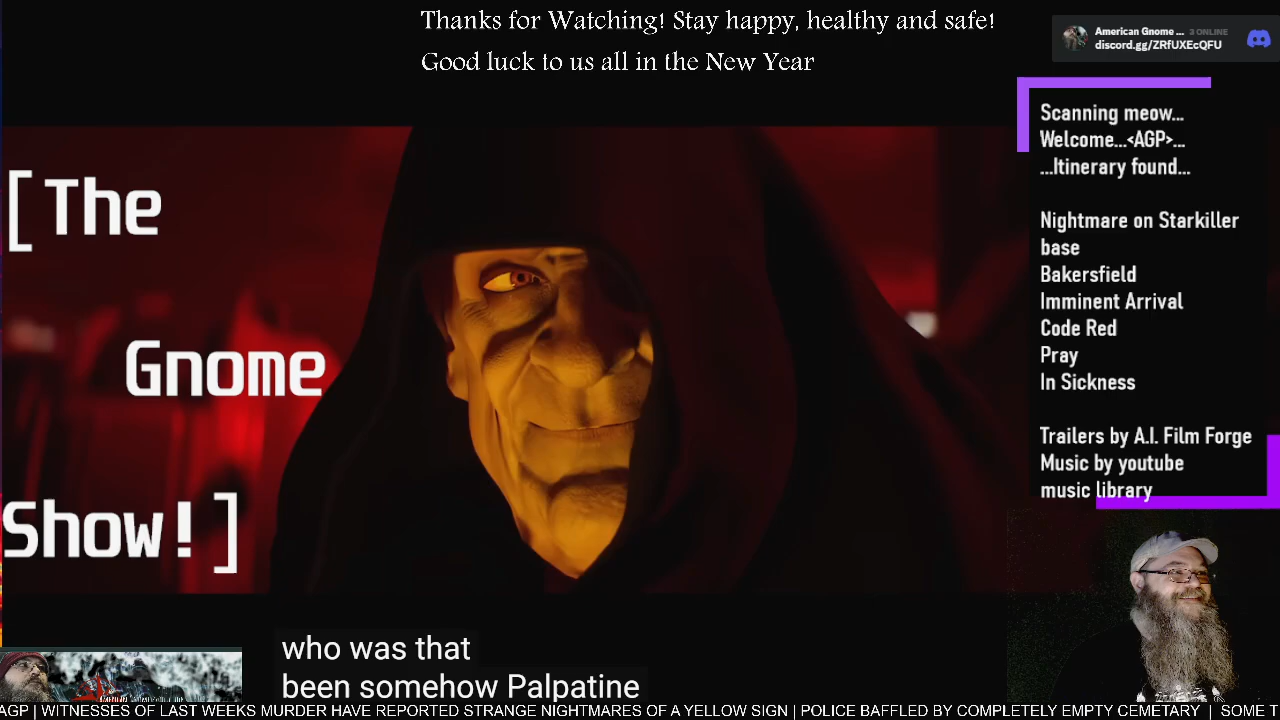 Thanks for Watching! Stay happy, healthy and safe!
Good luck to us all in the New Year
American Gnome ... 3 ONLINE
discord.gg/ZRfUXEcQFU
Scanning meow...
Welcome...<AGP>...
...Itinerary found...
Nightmare on Starkiller
base
Bakersfield
Imminent Arrival
Code Red
Pray
In Sickness
Trailers by A.I. Film Forge
Music by youtube
music library
[The
Gnome
Show!]
who was that
been somehow Palpatine
AGP | WITNESSES OF LAST WEEKS MURDER HAVE REPORTED STRANGE NIGHTMARES OF A YELLOW SIGN | POLICE BAFFLED BY COMPLETELY EMPTY CEMETARY | SOME T